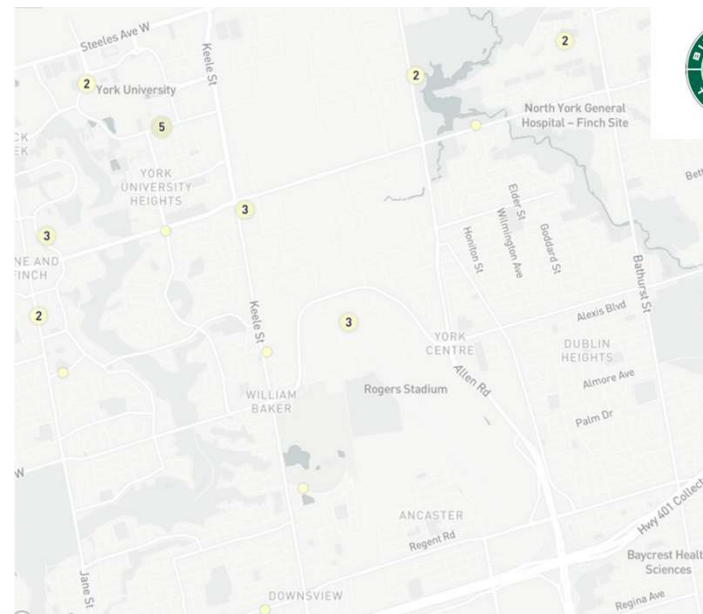 Steeles Ave W
Keele St
2
2
2
York University
5
North York General
Hospital – Finch Site
YORK
UNIVERSITY
HEIGHTS
3
3
Elder St
Wilmington Ave
Goddard St
Honiton St
Bathurst St
FINCH
2
Keele St
3
Alexis Blvd
YORK
CENTRE
DUBLIN
HEIGHTS
Allen Rd
Almore Ave
WILLIAM
BAKER
Rogers Stadium
Palm Dr
W
ANCASTER
Regent Rd
Hwy 401 Collect
Baycrest Healt
Sciences
Jane St
DOWNSVIEW
Regina Ave